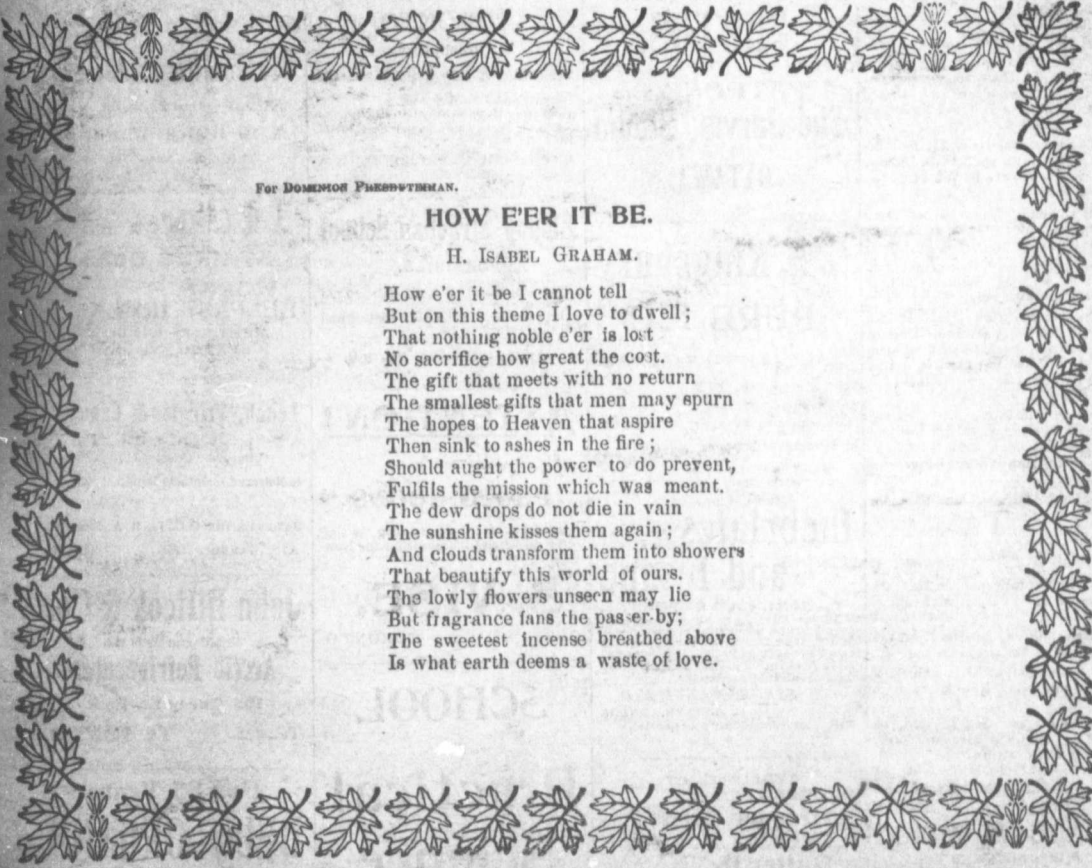 For DOMINION PRESBYTERIAN.
HOW E'ER IT BE.
H. ISABEL GRAHAM.
How e'er it be I cannot tell
But on this theme I love to dwell;
That nothing noble e'er is lost
No sacrifice how great the cost.
The gift that meets with no return
The smallest gifts that men may spurn
The hopes to Heaven that aspire
Then sink to ashes in the fire;
Should aught the power to do prevent,
Fulfils the mission which was meant.
The dew drops do not die in vain
The sunshine kisses them again;
And clouds transform them into showers
That beautify this world of ours.
The lowly flowers unseen may lie
But fragrance fans the passer-by;
The sweetest incense breathed above
Is what earth deems a waste of love.